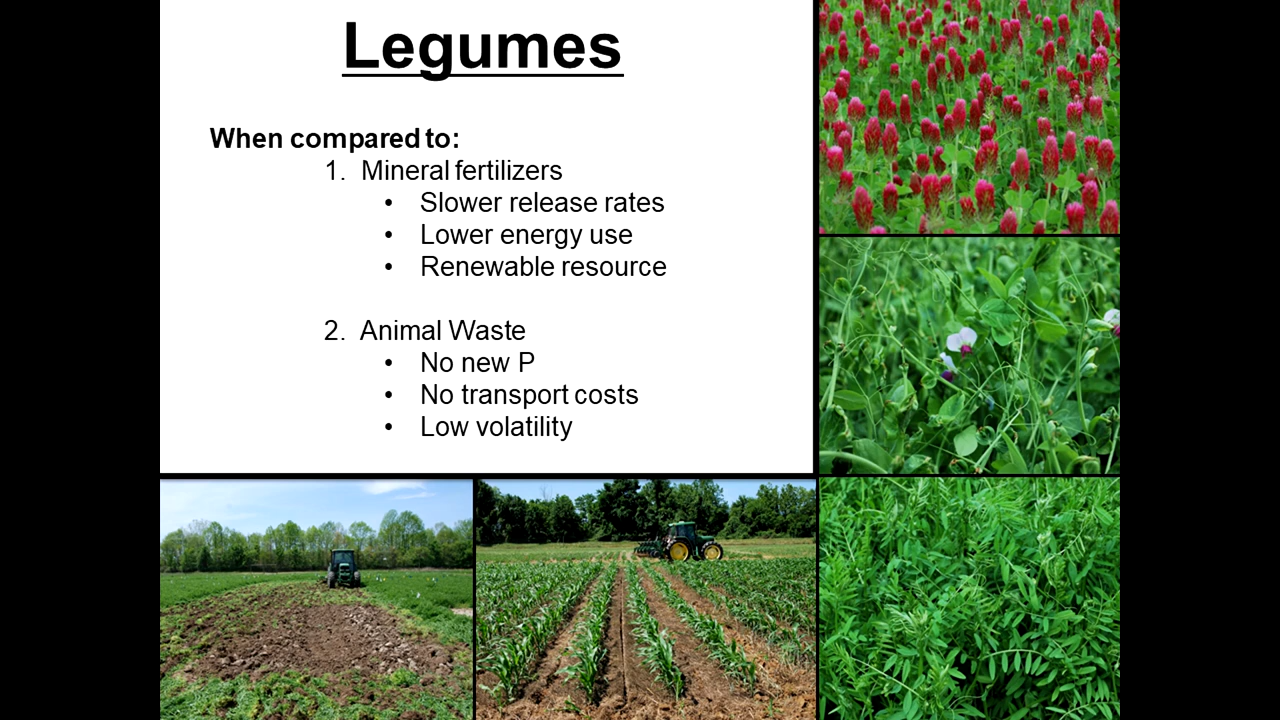 Legumes
When compared to:
1. Mineral fertilizers
• Slower release rates
• Lower energy use
• Renewable resource
2. Animal Waste
• No new P
• No transport costs
• Low volatility